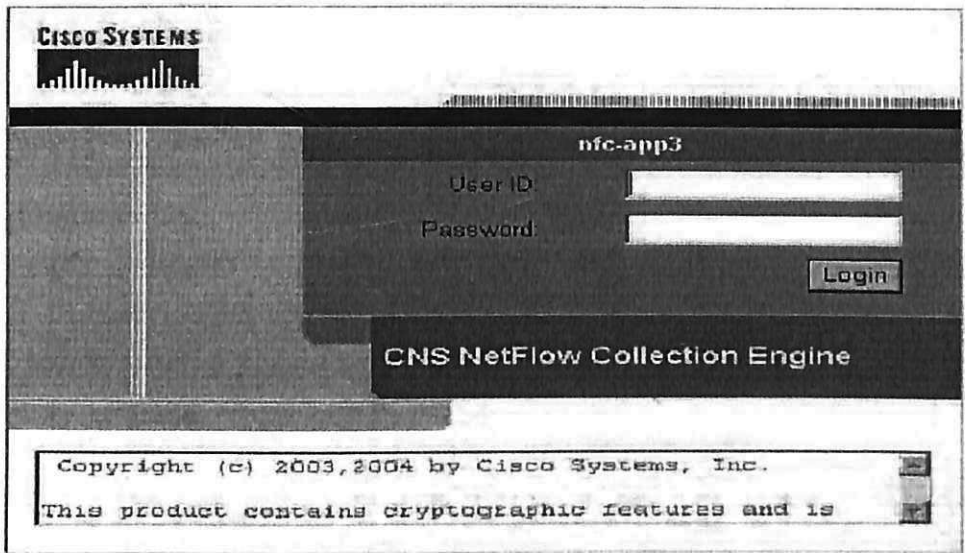 CISCO SYSTEMS
nfc-app3
User ID:
Password:
Login
CNS NetFlow Collection Engine
Copyright (c) 2003,2004 by Cisco Systems, Inc.
This product contains cryptographic features and is